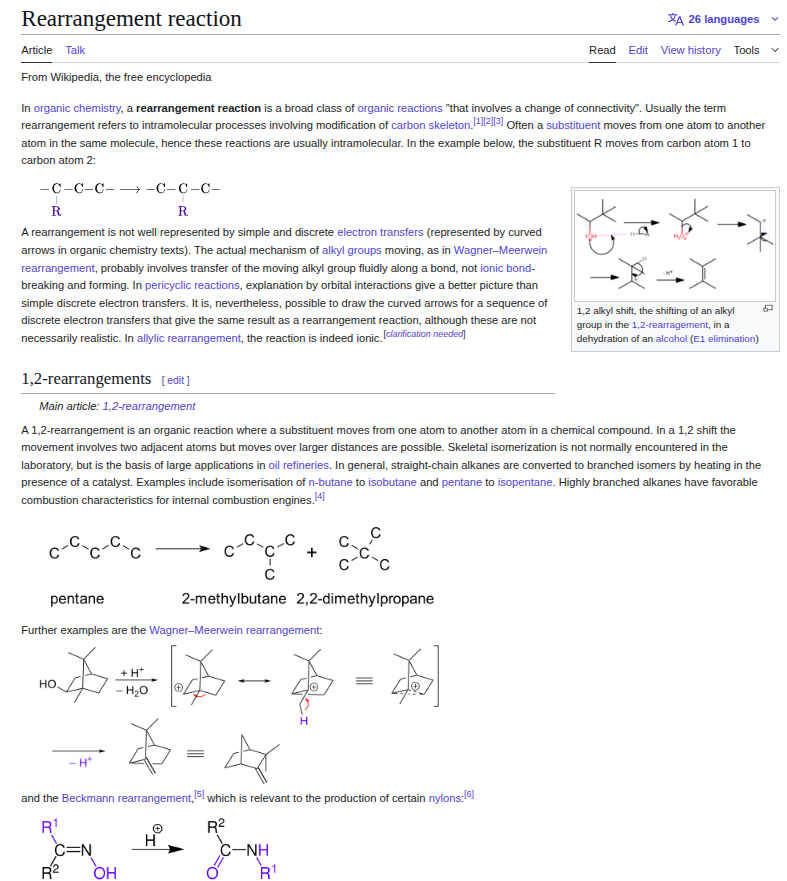 Rearrangement reaction
26 languages
Article Talk Read Edit View history Tools
From Wikipedia, the free encyclopedia
In organic chemistry, a rearrangement reaction is a broad class of organic reactions "that involves a change of connectivity". Usually the term
rearrangement refers to intramolecular processes involving modification of carbon skeleton.[1][2][3] Often a substituent moves from one atom to another
atom in the same molecule, hence these reactions are usually intramolecular. In the example below, the substituent R moves from carbon atom 1 to
carbon atom 2:
−C−C−C− ⟶ −C−C−C−
R R
A rearrangement is not well represented by simple and discrete electron transfers (represented by curved
arrows in organic chemistry texts). The actual mechanism of alkyl groups moving, as in Wagner–Meerwein
rearrangement, probably involves transfer of the moving alkyl group fluidly along a bond, not ionic bond-
breaking and forming. In pericyclic reactions, explanation by orbital interactions give a better picture than
simple discrete electron transfers. It is, nevertheless, possible to draw the curved arrows for a sequence of
discrete electron transfers that give the same result as a rearrangement reaction, although these are not
necessarily realistic. In allylic rearrangement, the reaction is indeed ionic.[clarification needed]
1,2 alkyl shift, the shifting of an alkyl
group in the 1,2-rearragement, in a
dehydration of an alcohol (E1 elimination)
1,2-rearrangements [ edit ]
Main article: 1,2-rearrangement
A 1,2-rearrangement is an organic reaction where a substituent moves from one atom to another atom in a chemical compound. In a 1,2 shift the
movement involves two adjacent atoms but moves over larger distances are possible. Skeletal isomerization is not normally encountered in the
laboratory, but is the basis of large applications in oil refineries. In general, straight-chain alkanes are converted to branched isomers by heating in the
presence of a catalyst. Examples include isomerisation of n-butane to isobutane and pentane to isopentane. Highly branched alkanes have favorable
combustion characteristics for internal combustion engines.[4]
C C C C C C C C C C + C C C C C
pentane 2-methylbutane 2,2-dimethylpropane
Further examples are the Wagner–Meerwein rearrangement:
HO + H⁺ − H₂O ⊕ ⊕ ⊕
H
− H⁺
and the Beckmann rearrangement,[5] which is relevant to the production of certain nylons:[6]
R¹ R²
C=N H⊕ C−NH
R² OH O R¹